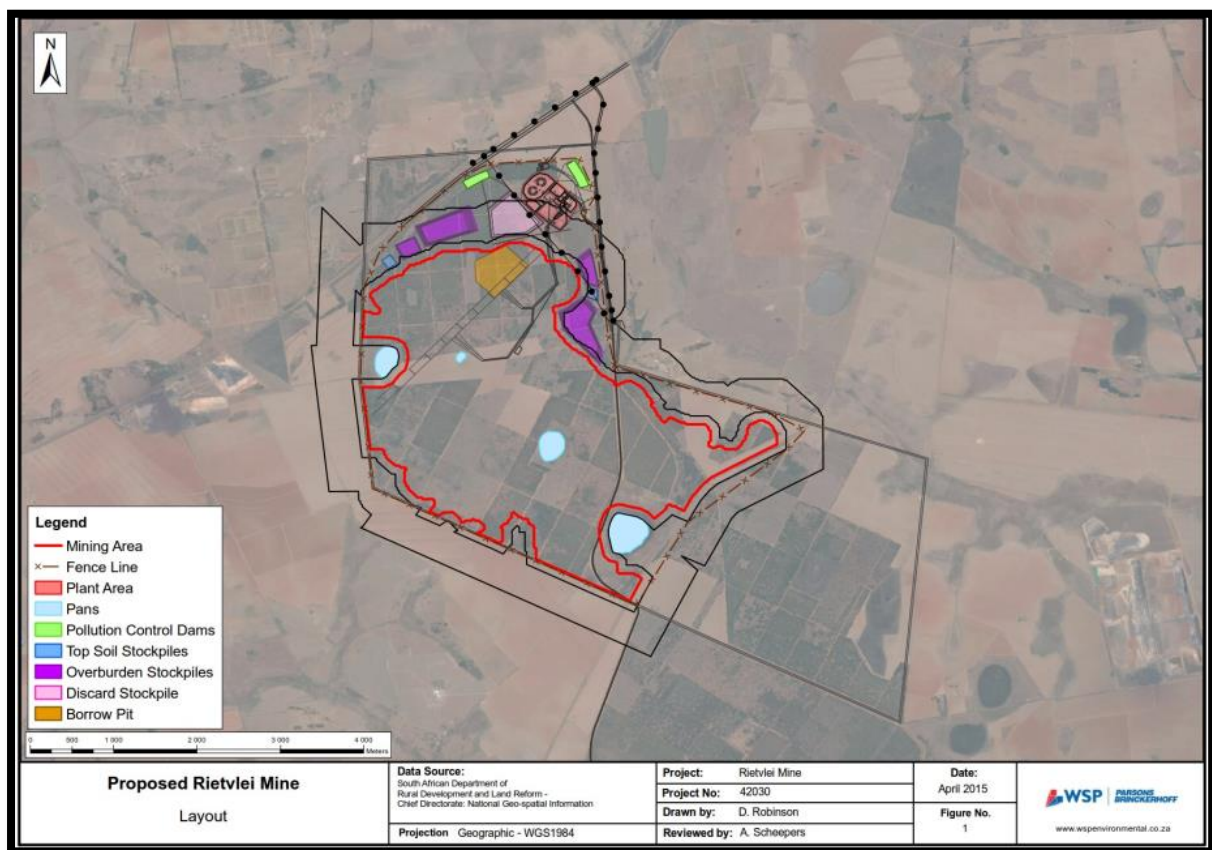 N
Legend
Mining Area
Fence Line
Plant Area
Pans
Pollution Control Dams
Top Soil Stockpiles
Overburden Stockpiles
Discard Stockpile
Borrow Pit
0 500 1 000 2 000 3 000 4 000
Meters
Proposed Rietvlei Mine
Layout
Data Source:
South African Department of
Rural Development and Land Reform -
Chief Directorate: National Geo-spatial Information
Projection Geographic - WGS1984
Project: Rietvlei Mine
Project No: 42030
Drawn by: D. Robinson
Reviewed by: A. Scheepers
Date:
April 2015
Figure No.
1
WSP PARSONS
BRINCKERHOFF
www.wspenvironmental.co.za